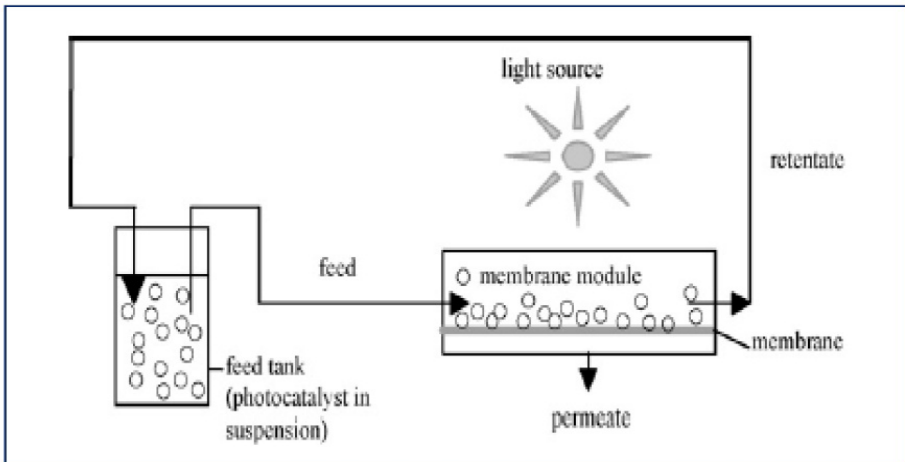 light source
retentate
feed
membrane module
membrane
feed tank
(photocatalyst in
suspension)
permeate